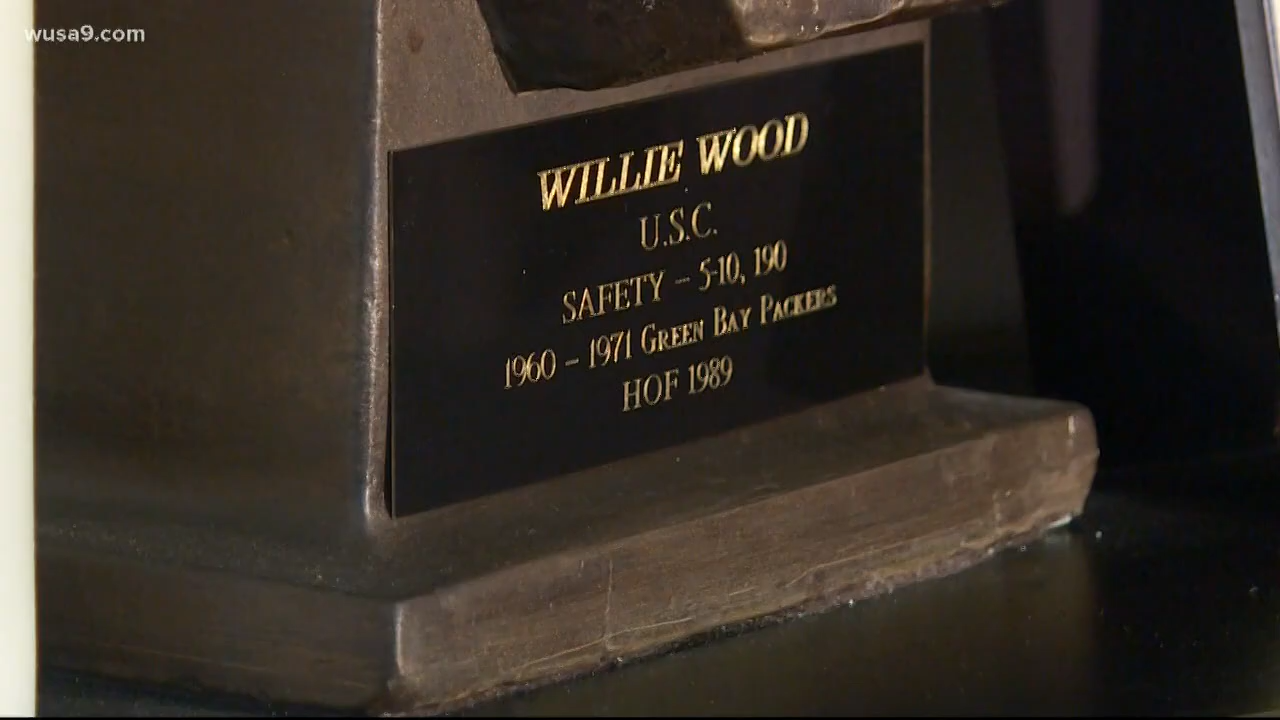 wusa9.com
WILLIE WOOD
U.S.C.
SAFETY - 5-10, 190
1960 - 1971 GREEN BAY PACKERS
HOF 1989